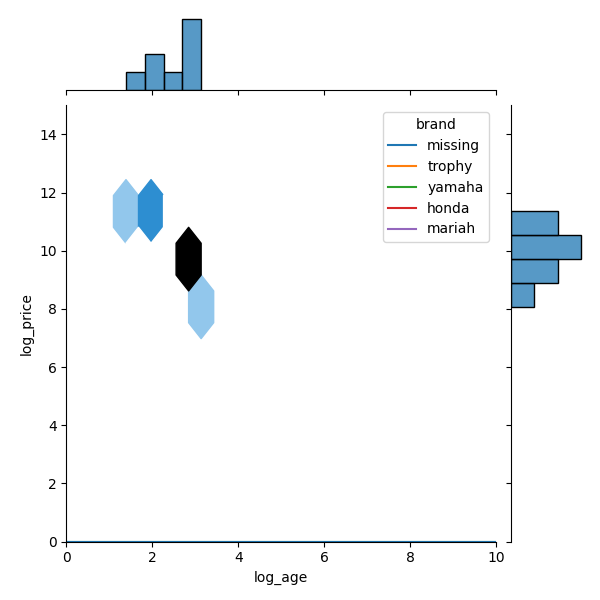 brand
missing
trophy
yamaha
honda
mariah
14
12
10
8
6
4
2
0
log_price
0 2 4 6 8 10
log_age